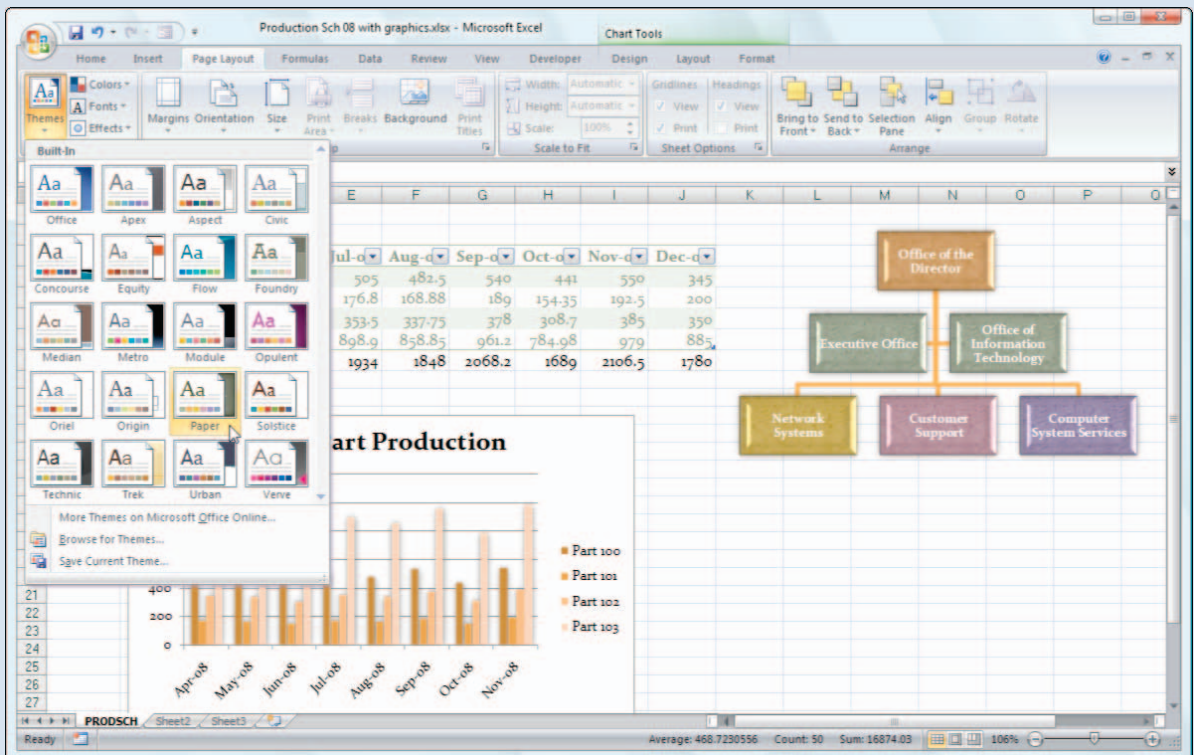 Production Sch 08 with graphics.xlsx - Microsoft Excel
Chart Tools
Home Insert Page Layout Formulas Data Review View Developer Design Layout Format
Themes
Colors
Fonts
Effects
Margins Orientation Size Print Area Breaks Background Print Titles
Width: Automatic
Height: Automatic
Scale: 100%
Scale to Fit
Gridlines Headings
View View
Print Print
Sheet Options
Bring to Front Send to Back Selection Pane Align Group Rotate
Arrange
Built-In
Office Apex Aspect Civic
Concourse Equity Flow Foundry
Median Metro Module Opulent
Oriel Origin Paper Solstice
Technic Trek Urban Verve
More Themes on Microsoft Office Online...
Browse for Themes...
Save Current Theme...
E F G H I J K L M N O P Q
Jul-0 Aug-0 Sep-0 Oct-0 Nov-0 Dec-0
505 482.5 540 441 550 345
176.8 168.88 189 154.35 192.5 200
353.5 337.75 378 308.7 385 350
898.9 858.85 961.2 784.98 979 885
1934 1848 2068.2 1689 2106.5 1780
Office of the Director
Executive Office
Office of Information Technology
Network Systems
Customer Support
Computer System Services
art Production
Part 100
Part 101
Part 102
Part 103
400
200
0
Apr-08 May-08 Jun-08 Jul-08 Aug-08 Sep-08 Oct-08 Nov-08
21
22
23
24
25
26
27
PRODSCH Sheet2 Sheet3
Ready Average: 468.7230556 Count: 50 Sum: 16874.03 106%